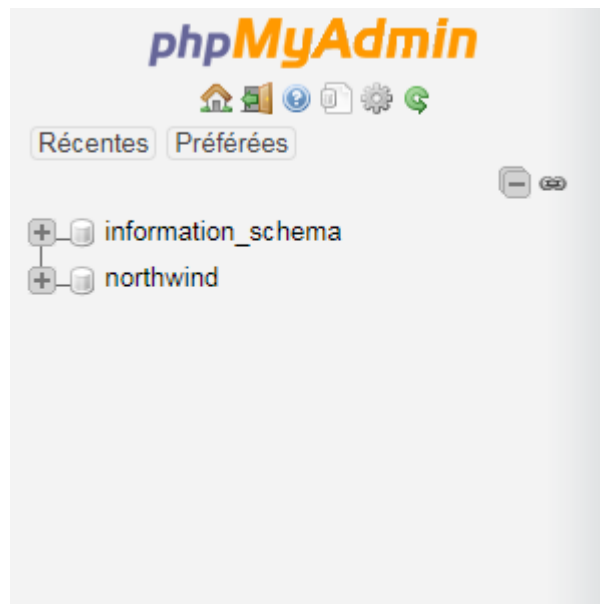 phpMyAdmin
Récentes Préférées
information_schema
northwind